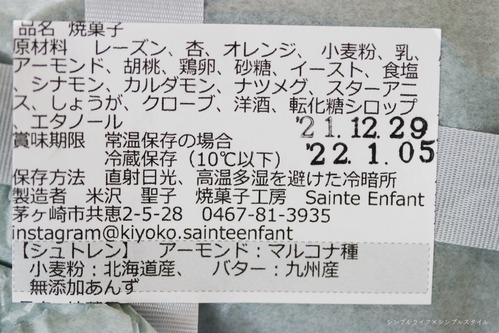 品名 焼菓子
原材料 レーズン、杏、オレンジ、小麦粉、乳、
アーモンド、胡桃、鶏卵、砂糖、イースト、食塩
、シナモン、カルダモン、ナツメグ、スターアニ
ス、しょうが、クローブ、洋酒、転化糖シロップ
、エタノール
賞味期限 常温保存の場合 '21.12.29
冷蔵保存(10℃以下) '22.1.05
保存方法 直射日光、高温多湿を避けた冷暗所
製造者 米沢 聖子 焼菓子工房 Sainte Enfant
茅ヶ崎市共恵2-5-28 0467-81-3935
instagram@kiyoko.sainteenfant
【シュトレン】 アーモンド:マルコナ種
小麦粉:北海道産、 バター:九州産
無添加あんず
シンプルライフ×シンプルスタイル